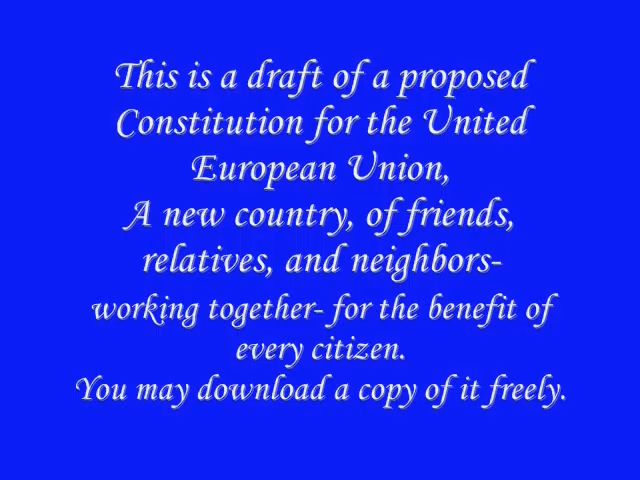 This is a draft of a proposed
Constitution for the United
European Union,
A new country, of friends,
relatives, and neighbors-
working together- for the benefit of
every citizen.
You may download a copy of it freely.